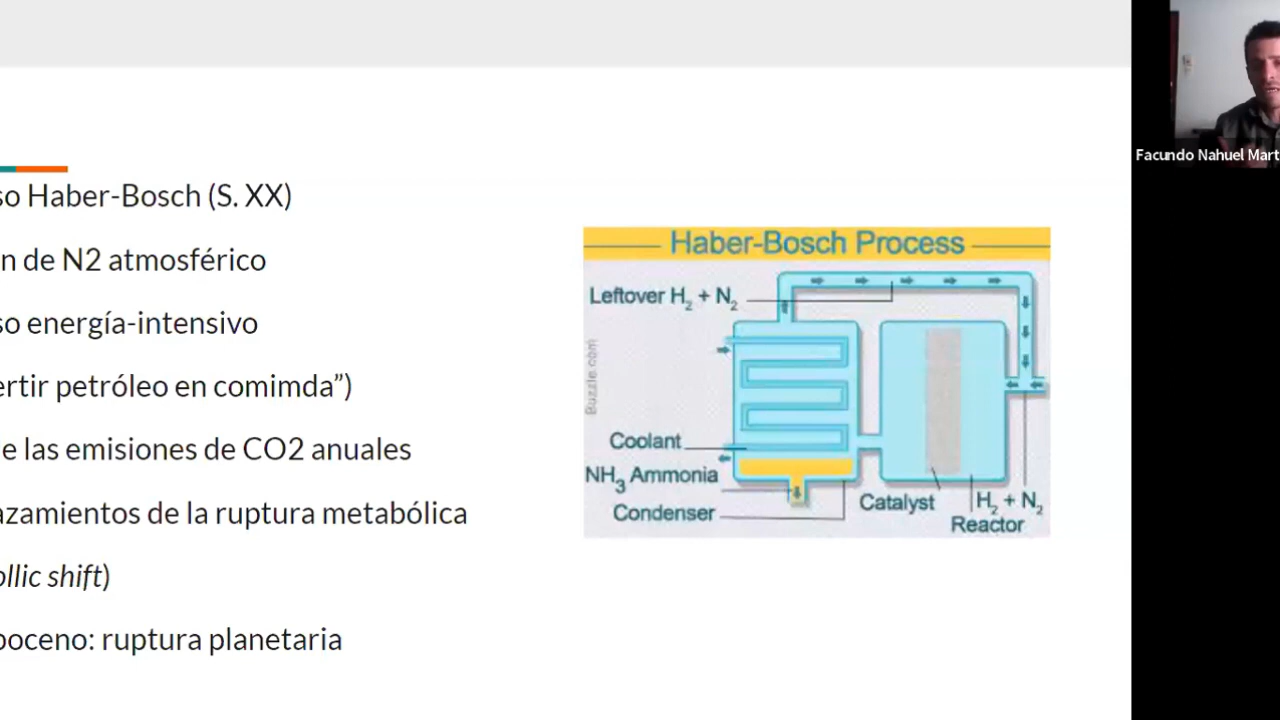 so Haber-Bosch (S. XX)
n de N2 atmosférico
so energía-intensivo
ertir petróleo en comimda”)
e las emisiones de CO2 anuales
azamientos de la ruptura metabólica
ollic shift)
poceno: ruptura planetaria
Haber-Bosch Process
Leftover H₂ + N₂
Buzzle.com
Coolant
NH₃ Ammonia
Condenser
Catalyst
H₂ + N₂
Reactor
Facundo Nahuel Mart